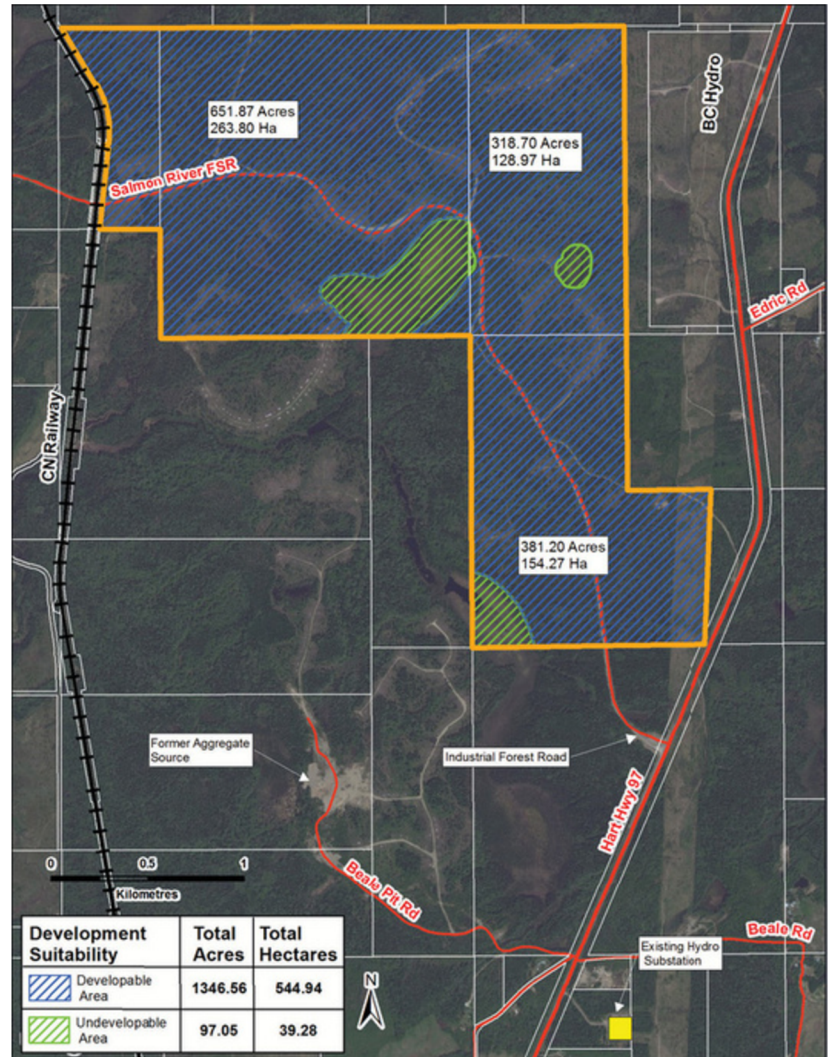 651.87 Acres
263.80 Ha
318.70 Acres
128.97 Ha
BC Hydro
Salmon River FSR
Edric Rd
CN Railway
381.20 Acres
154.27 Ha
Former Aggregate
Source
Industrial Forest Road
Hart Hwy 97
0 0.5 1
Kilometres
Beale Pit Rd
Beale Rd
Existing Hydro
Substation
N
Development
Suitability
Total
Acres
Total
Hectares
Developable
Area
1346.56
544.94
Undevelopable
Area
97.05
39.28